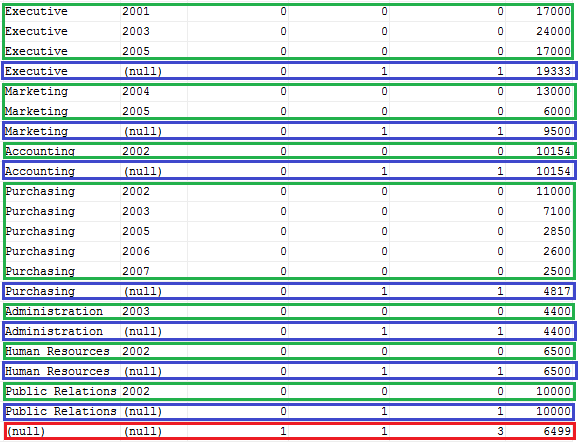 Executive 2001 0 0 17000
Executive 2003 0 0 24000
Executive 2005 0 0 17000
Executive (null) 0 1 1 19333
Marketing 2004 0 0 13000
Marketing 2005 0 0 6000
Marketing (null) 0 1 1 9500
Accounting 2002 0 0 10154
Accounting (null) 0 1 1 10154
Purchasing 2002 0 0 0 11000
Purchasing 2003 0 0 0 7100
Purchasing 2005 0 0 0 2850
Purchasing 2006 0 0 0 2600
Purchasing 2007 0 0 0 2500
Purchasing (null) 0 1 1 4817
Administration 2003 0 0 0 4400
Administration (null) 0 1 1 4400
Human Resources 2002 0 0 0 6500
Human Resources (null) 0 1 1 6500
Public Relations 2002 0 0 0 10000
Public Relations (null) 0 1 1 10000
(null) (null) 1 1 3 6499